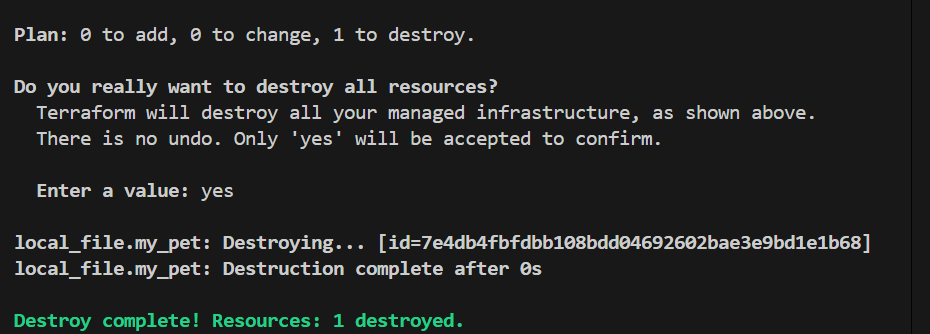 Plan: 0 to add, 0 to change, 1 to destroy.
Do you really want to destroy all resources?
Terraform will destroy all your managed infrastructure, as shown above.
There is no undo. Only 'yes' will be accepted to confirm.
Enter a value: yes
local_file.my_pet: Destroying... [id=7e4db4fbfdbb108bdd04692602bae3e9bd1e1b68]
local_file.my_pet: Destruction complete after 0s
Destroy complete! Resources: 1 destroyed.